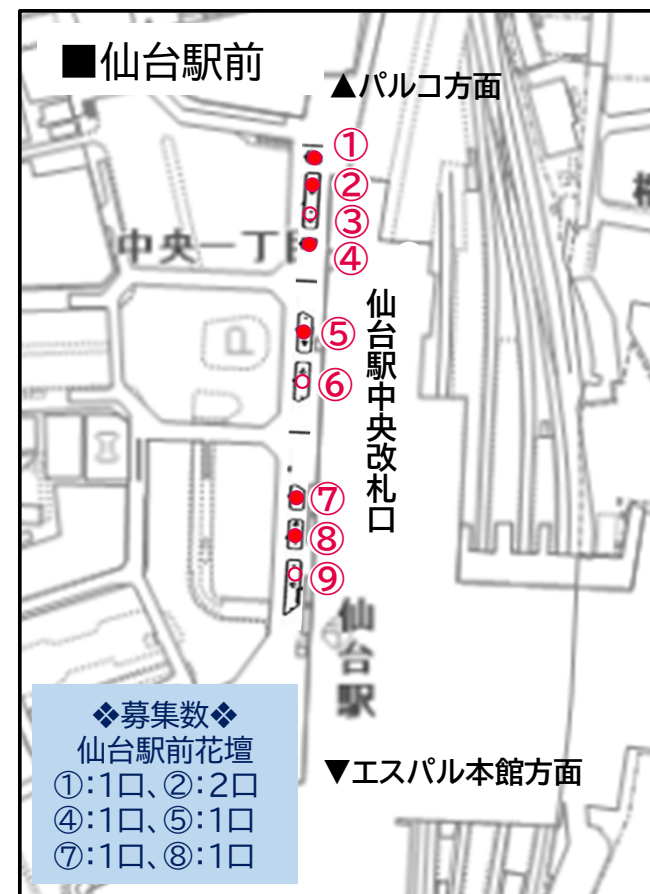 ■仙台駅前
▲パルコ方面
①
②
③
中央一丁目
④
仙台駅中央改札口
⑤
P
⑥
⑦
⑧
⑨
仙台駅
❖募集数❖
仙台駅前花壇
①:1口、②:2口
④:1口、⑤:1口
⑦:1口、⑧:1口
▼エスパル本館方面